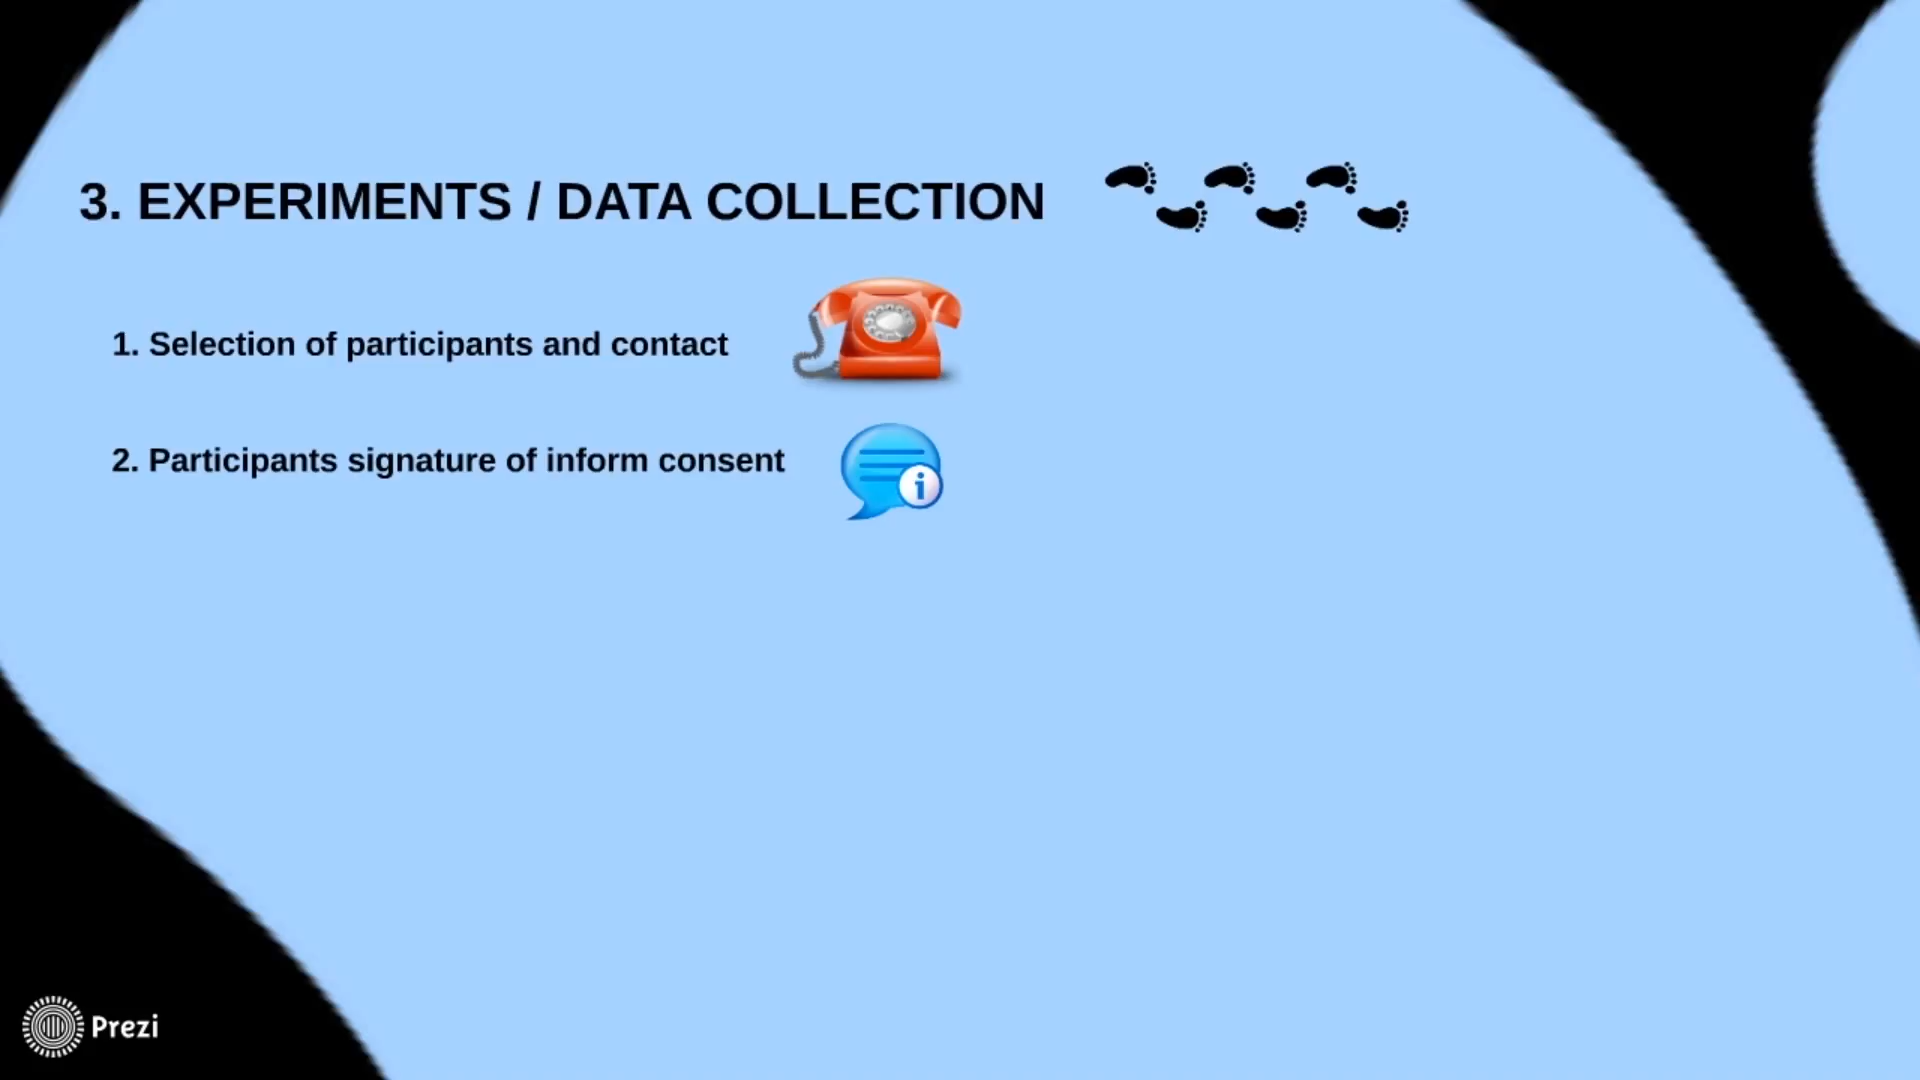 3. EXPERIMENTS / DATA COLLECTION
1. Selection of participants and contact
2. Participants signature of inform consent
i
Prezi